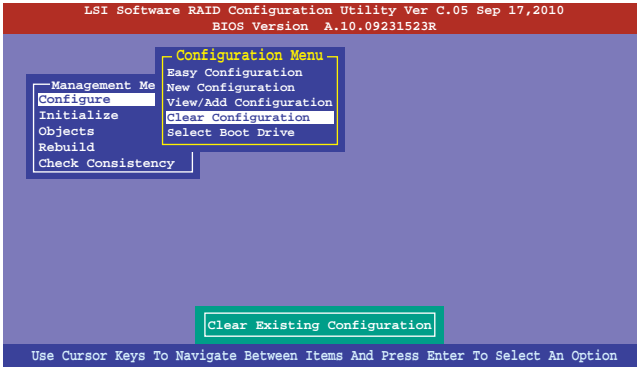 LSI Software RAID Configuration Utility Ver C.05 Sep 17,2010
BIOS Version A.10.09231523R
Management Me
Configure
Initialize
Objects
Rebuild
Check Consistency
Configuration Menu
Easy Configuration
New Configuration
View/Add Configuration
Clear Configuration
Select Boot Drive
Clear Existing Configuration
Use Cursor Keys To Navigate Between Items And Press Enter To Select An Option